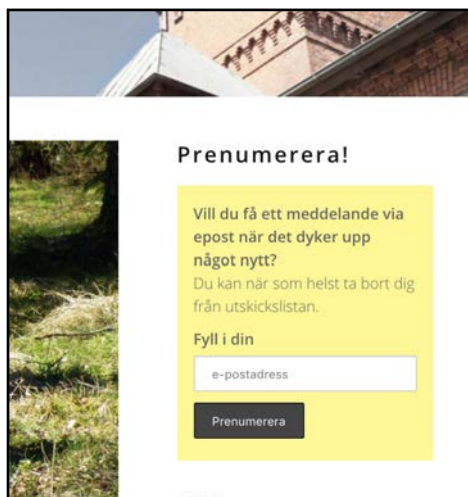 Prenumerera!
Vill du få ett meddelande via
epost när det dyker upp
något nytt?
Du kan när som helst ta bort dig
från utskickslistan.
Fyll i din
e-postadress
Prenumerera